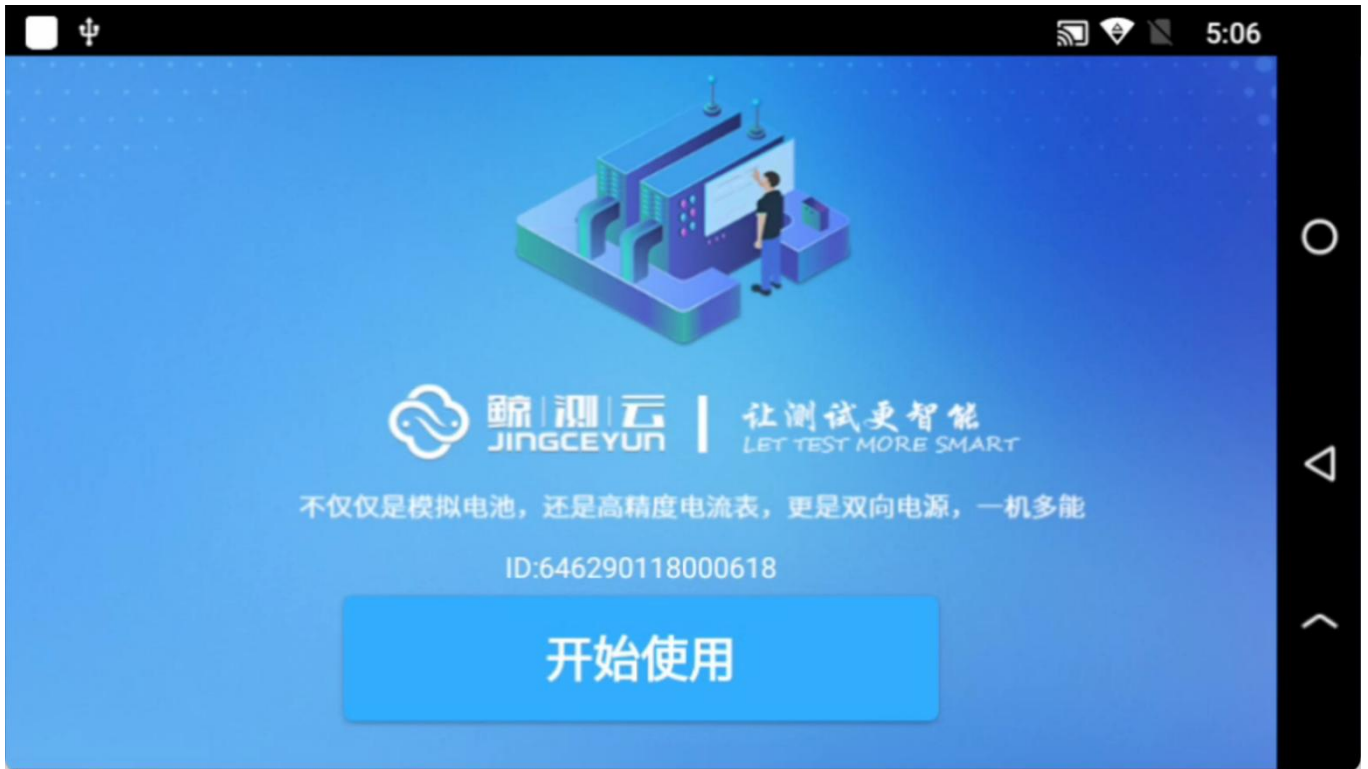 5:06
鲸测云
JINGCEYUN
让测试更智能
LET TEST MORE SMART
不仅仅是模拟电池，还是高精度电流表，更是双向电源，一机多能
ID:646290118000618
开始使用